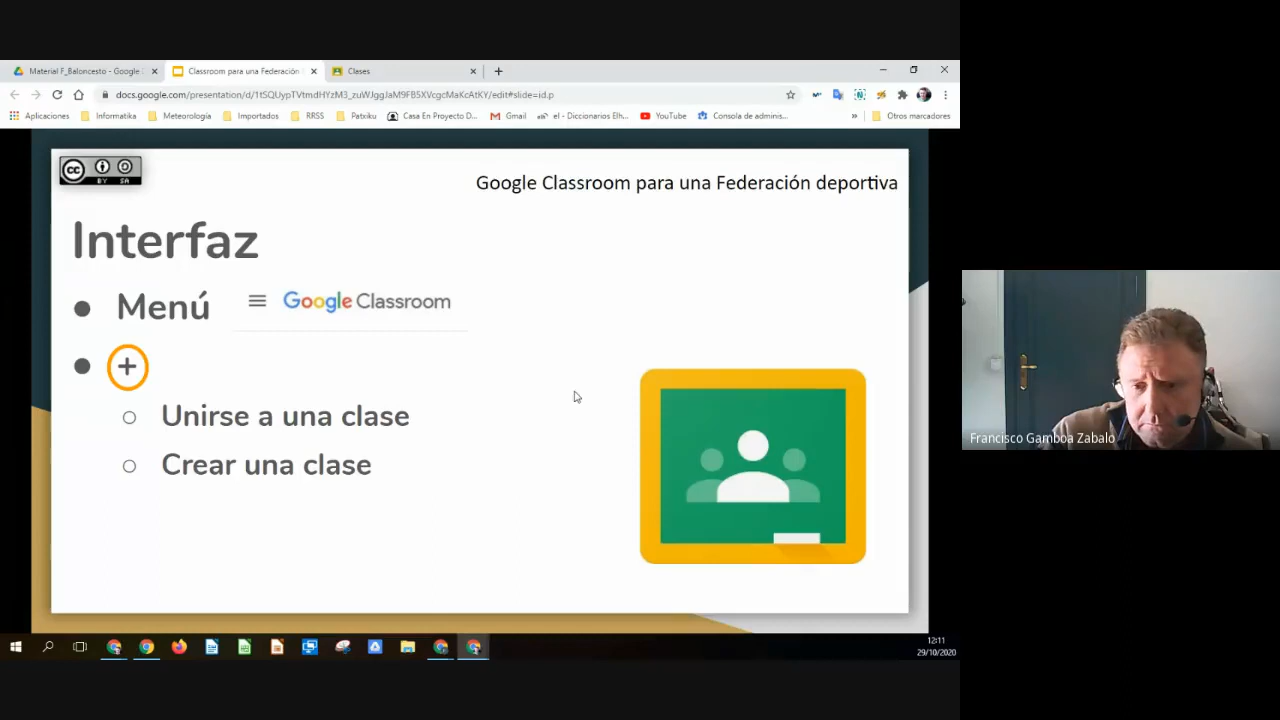 Material F_Baloncesto - Google
Classroom para una Federación
Clases
docs.google.com/presentation/d/1tSQUypTVtmdHYzM3_zuWJggJaM9FB5XVcgcMaKcAtKY/edit#slide=id.p
Aplicaciones
Informatika
Meteorología
Importados
RRSS
Patxiku
Casa En Proyecto D...
Gmail
el - Diccionarios Elh...
YouTube
Consola de adminis...
»
Otros marcadores
cc BY SA
Google Classroom para una Federación deportiva
Interfaz
● Menú
Google Classroom
● +
○ Unirse a una clase
○ Crear una clase
Francisco Gamboa Zabalo
12:11
29/10/2020